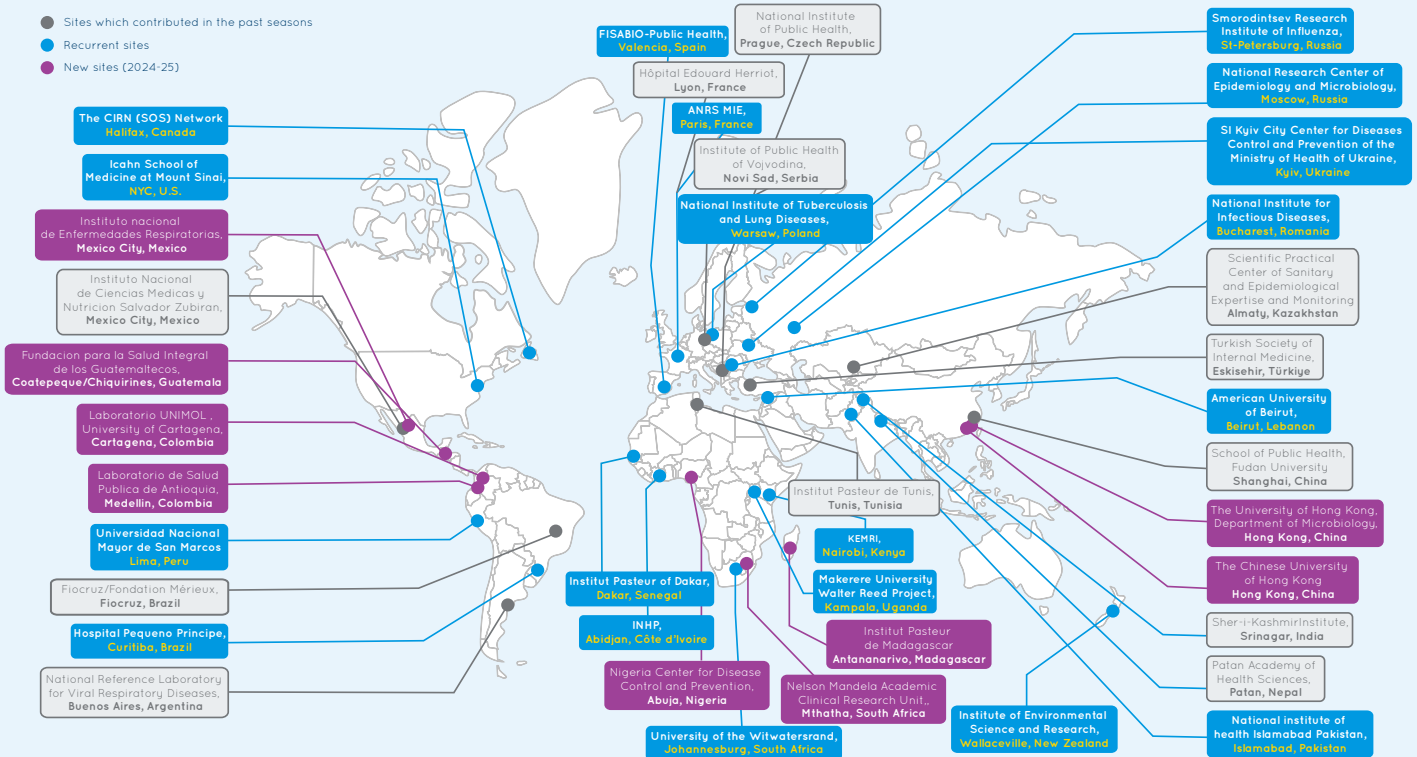 Sites which contributed in the past seasons
Recurrent sites
New sites (2024-25)
The CIRN (SOS) Network
Halifax, Canada
Icahn School of
Medicine at Mount Sinai,
NYC, U.S.
Instituto nacional
de Enfermedades Respiratorias,
Mexico City, Mexico
Instituto Nacional
de Ciencias Medicas y
Nutricion Salvador Zubiran,
Mexico City, Mexico
Fundacion para la Salud Integral
de los Guatemaltecos,
Coatepeque/Chiquirines, Guatemala
Laboratorio UNIMOL ,
University of Cartagena,
Cartagena, Colombia
Laboratorio de Salud
Publica de Antioquia,
Medellin, Colombia
Universidad Nacional
Mayor de San Marcos
Lima, Peru
Fiocruz/Fondation Mérieux,
Fiocruz, Brazil
Hospital Pequeno Principe,
Curitiba, Brazil
National Reference Laboratory
for Viral Respiratory Diseases,
Buenos Aires, Argentina
FISABIO-Public Health,
Valencia, Spain
National Institute
of Public Health,
Prague, Czech Republic
Hôpital Edouard Herriot,
Lyon, France
ANRS MIE,
Paris, France
Institute of Public Health
of Vojvodina,
Novi Sad, Serbia
National Institute of Tuberculosis
and Lung Diseases,
Warsaw, Poland
Institut Pasteur de Tunis,
Tunis, Tunisia
KEMRI,
Nairobi, Kenya
Institut Pasteur of Dakar,
Dakar, Senegal
Makerere University
Walter Reed Project,
Kampala, Uganda
INHP,
Abidjan, Côte d'Ivoire
Institut Pasteur
de Madagascar
Antananarivo, Madagascar
Nigeria Center for Disease
Control and Prevention,
Abuja, Nigeria
Nelson Mandela Academic
Clinical Research Unit,,
Mthatha, South Africa
University of the Witwatersrand,
Johannesburg, South Africa
Institute of Environmental
Science and Research,
Wallaceville, New Zealand
Smorodintsev Research
Institute of Influenza,
St-Petersburg, Russia
National Research Center of
Epidemiology and Microbiology,
Moscow, Russia
SI Kyiv City Center for Diseases
Control and Prevention of the
Ministry of Health of Ukraine,
Kyiv, Ukraine
National Institute for
Infectious Diseases,
Bucharest, Romania
Scientific Practical
Center of Sanitary
and Epidemiological
Expertise and Monitoring
Almaty, Kazakhstan
Turkish Society of
Internal Medicine,
Eskisehir, Türkiye
American University
of Beirut,
Beirut, Lebanon
School of Public Health,
Fudan University
Shanghai, China
The University of Hong Kong,
Department of Microbiology,
Hong Kong, China
The Chinese University
of Hong Kong
Hong Kong, China
Sher-i-KashmirInstitute,
Srinagar, India
Patan Academy of
Health Sciences,
Patan, Nepal
National institute of
health Islamabad Pakistan,
Islamabad, Pakistan